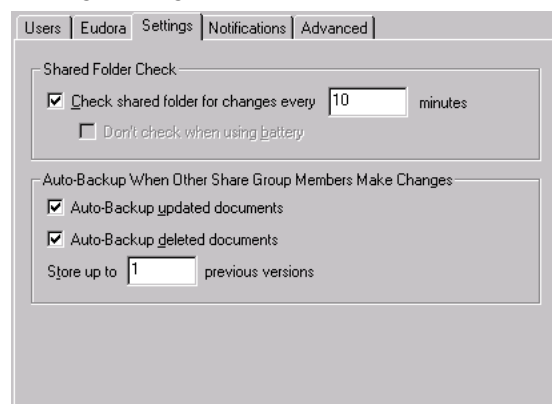 Users Eudora Settings Notifications Advanced
Shared Folder Check
Check shared folder for changes every 10 minutes
Don't check when using battery
Auto-Backup When Other Share Group Members Make Changes
Auto-Backup updated documents
Auto-Backup deleted documents
Store up to 1 previous versions